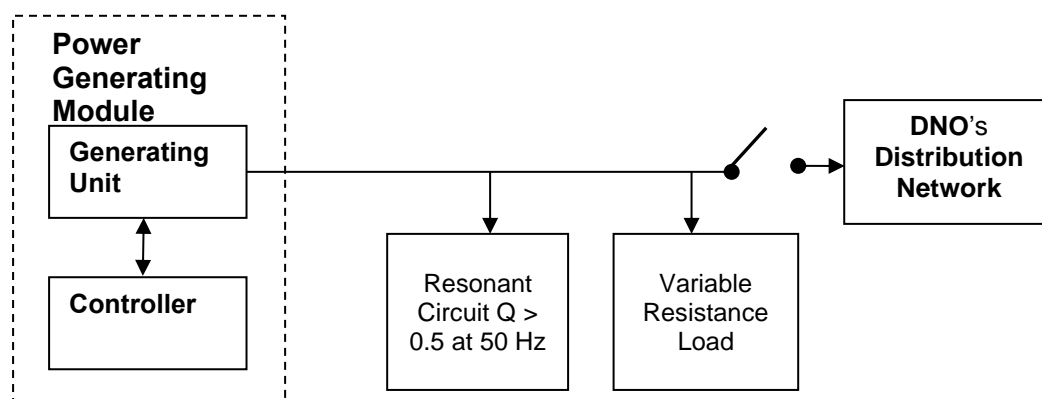 Power
Generating
Module
Generating
Unit
Controller
Resonant
Circuit Q >
0.5 at 50 Hz
Variable
Resistance
Load
DNO's
Distribution
Network